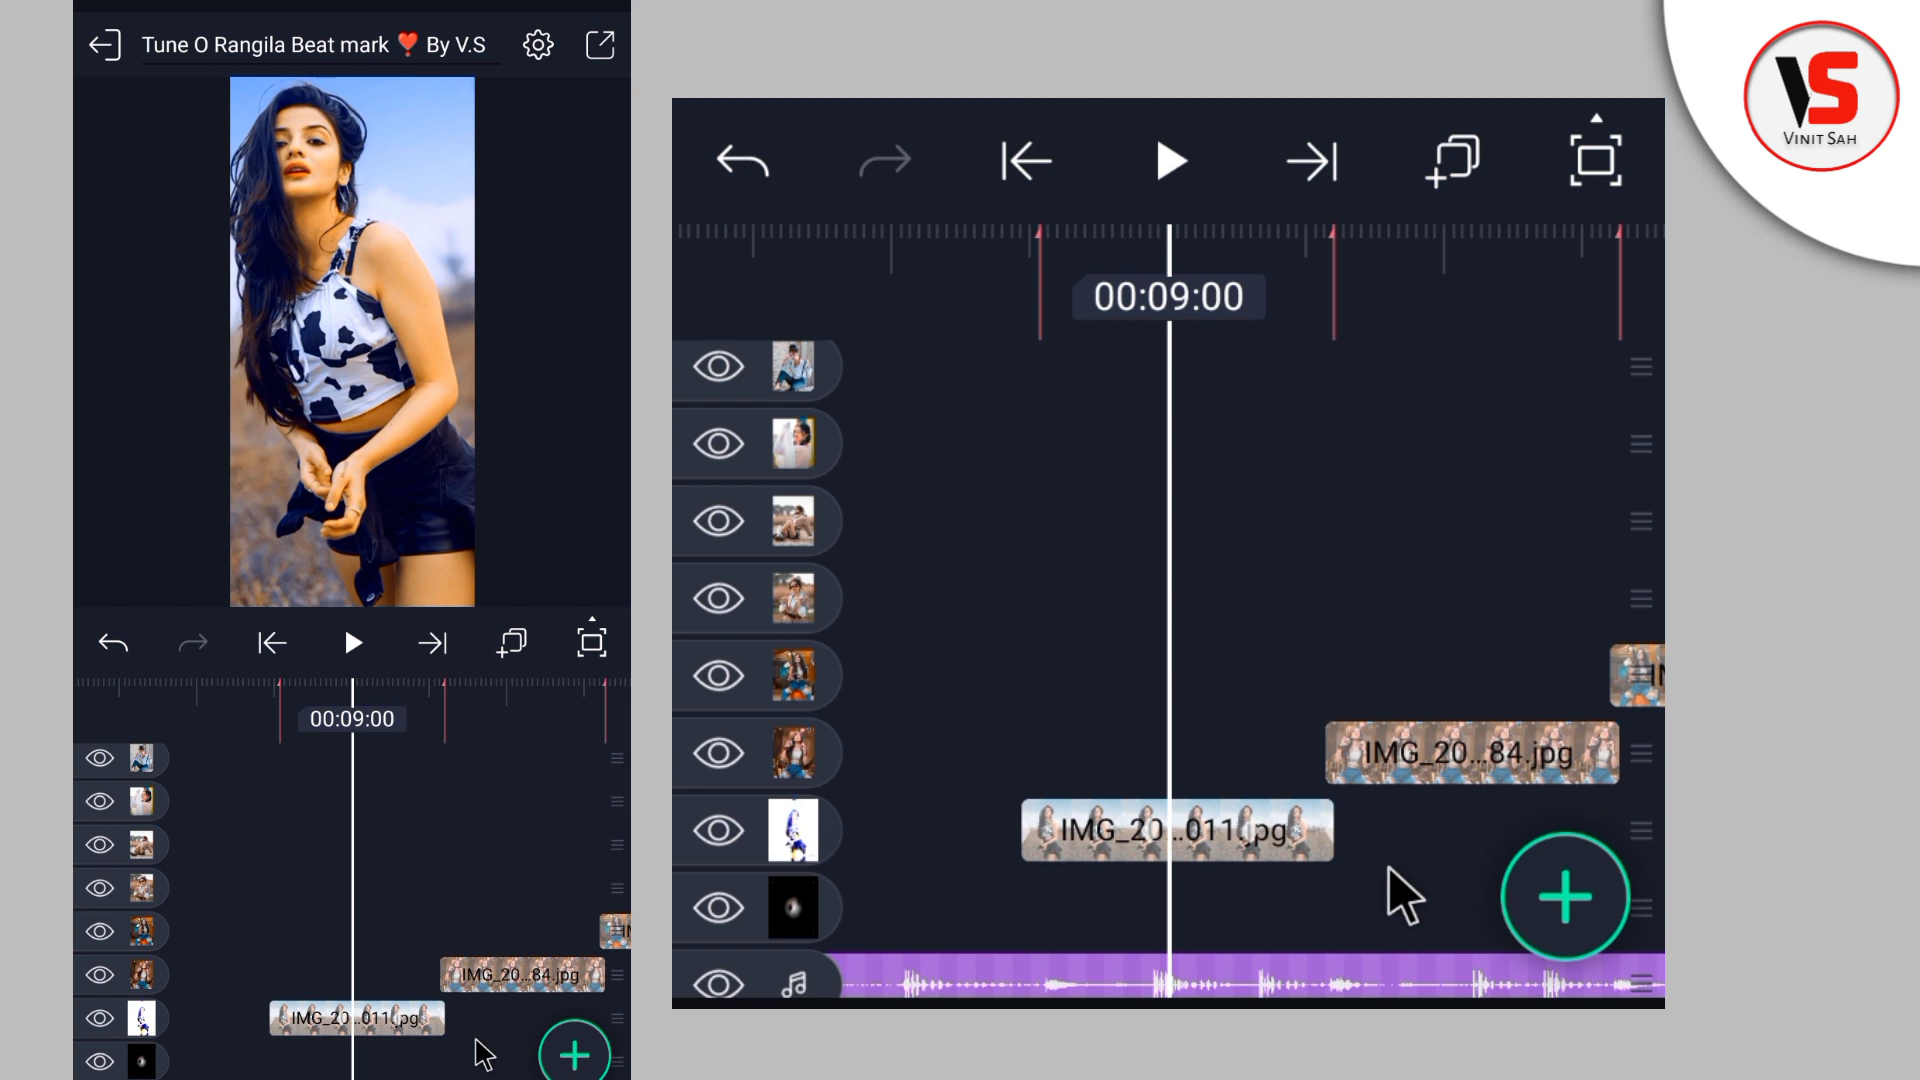 Tune O Rangila Beat mark ❣ By V.S
00:09:00
IMG_20...84.jpg
IMG_20...011.jpg
00:09:00
IMG_20...84.jpg
IMG_20...011.jpg
VS
VINIT SAH